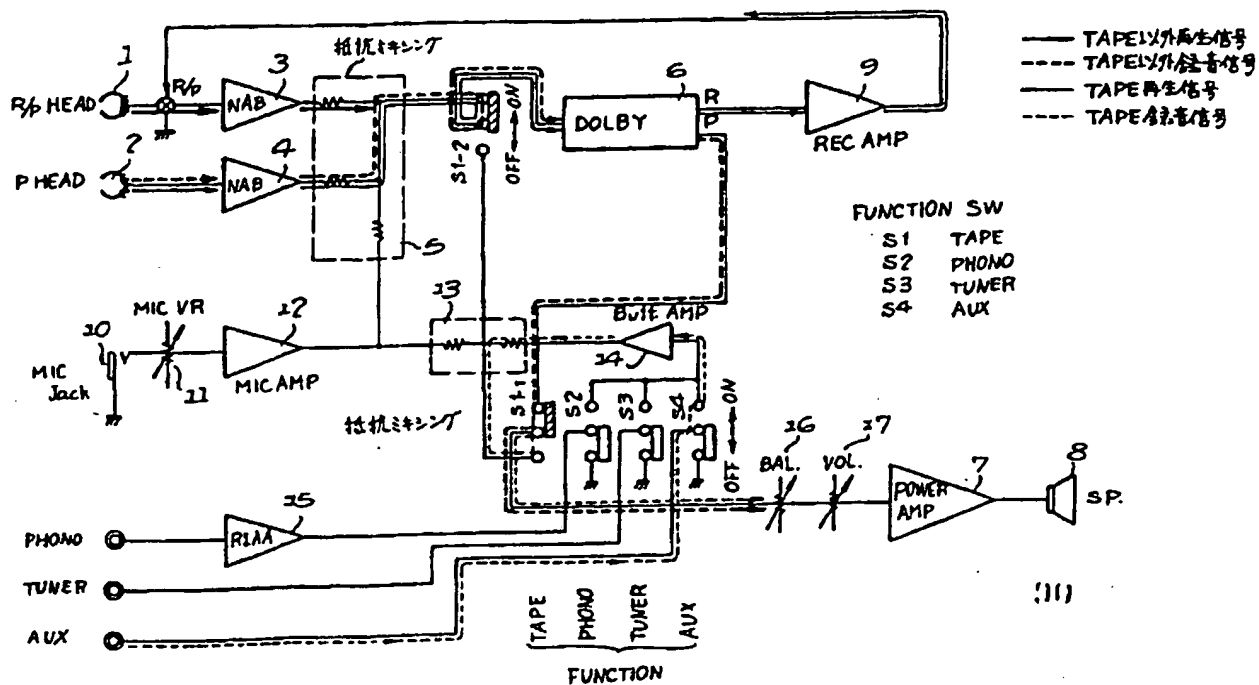 抵抗ミキシング
1
R/P HEAD
R/P
3
NAB
2
P HEAD
4
NAB
5
S1-2
ON
OFF
6
DOLBY
R
P
9
REC AMP
TAPE以外再生信号
TAPE以外録音信号
TAPE再生信号
TAPE録音信号
FUNCTION SW
S1 TAPE
S2 PHONO
S3 TUNER
S4 AUX
10
MIC Jack
MIC VR
11
12
MIC AMP
13
抵抗ミキシング
Buff AMP
14
S1-1
S2
S3
S4
ON
OFF
16
BAL.
17
VOL.
7
POWER AMP
8
SP.
PHONO
RIAA
15
TUNER
AUX
TAPE
PHONO
TUNER
AUX
FUNCTION